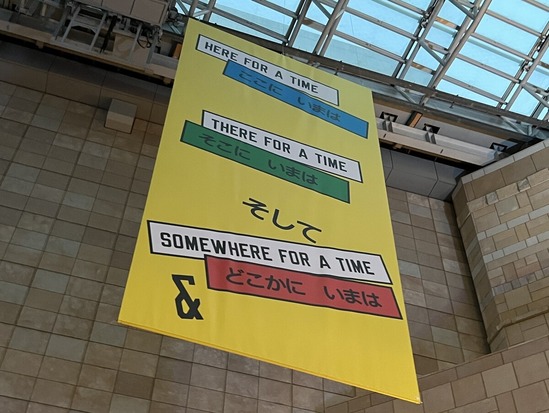 HERE FOR A TIME
ここに いまは
THERE FOR A TIME
そこに いまは
そして
SOMEWHERE FOR A TIME
どこかに いまは
&